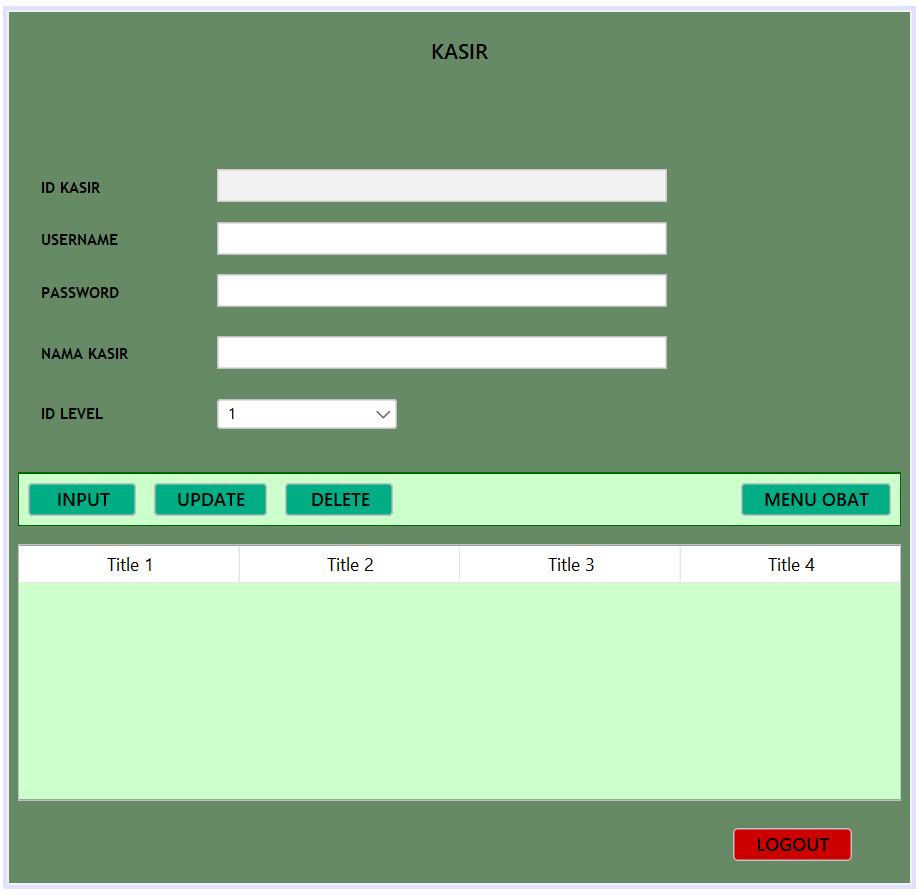 KASIR
ID KASIR
USERNAME
PASSWORD
NAMA KASIR
ID LEVEL 1
INPUT UPDATE DELETE MENU OBAT
Title 1 Title 2 Title 3 Title 4
LOGOUT